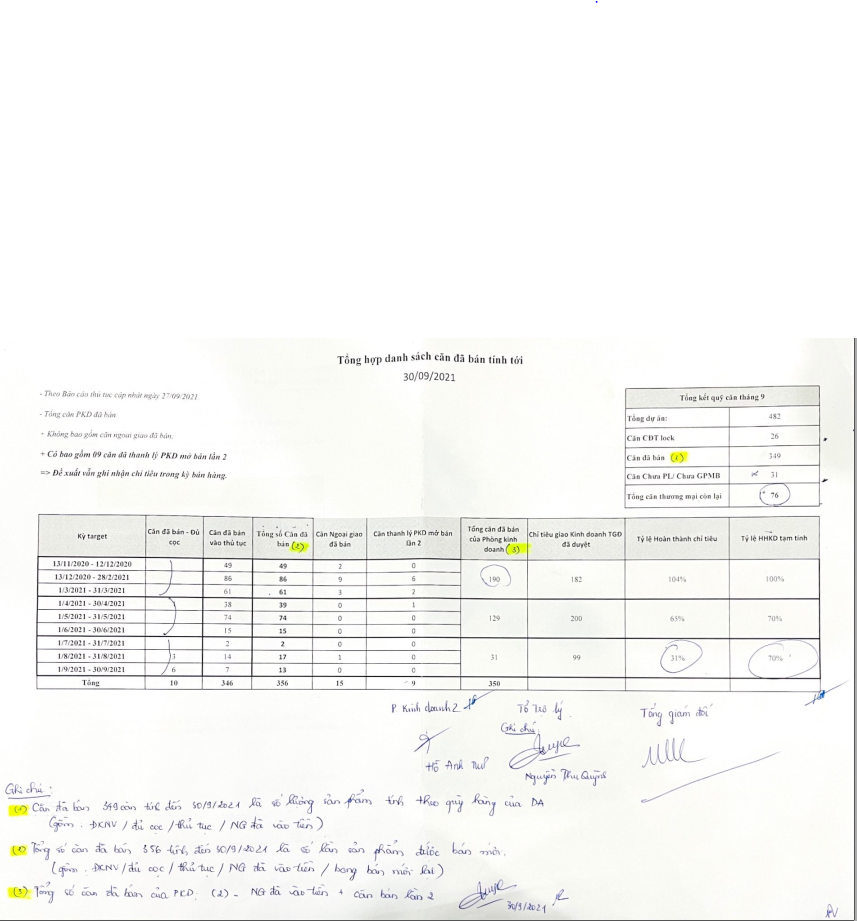 Tổng hợp danh sách căn đã bán tính tới
30/09/2021
- Theo Báo cáo thủ tục cập nhật ngày 27/09/2021.
- Tổng căn PKD đã bán:
+ Không bao gồm căn ngoại giao đã bán.
+ Có bao gồm 09 căn đã thanh lý PKD mở bán lần 2
=> Đề xuất vẫn ghi nhận chỉ tiêu trong kỳ bán hàng.
Tổng kết quỹ căn tháng 9
Tổng dự án: 482
Căn CĐT lock 26
Căn đã bán (1) 349
Căn Chưa PL/ Chưa GPMB 31
Tổng căn thương mại còn lại 76
Kỳ target Căn đã bán - Đủ cọc Căn đã bán vào thủ tục Tổng số Căn đã bán (2) Căn Ngoại giao đã bán Căn thanh lý PKD mở bán lần 2 Tổng căn đã bán của Phòng kinh doanh (3) Chỉ tiêu giao Kinh doanh TGĐ đã duyệt Tỷ lệ Hoàn thành chỉ tiêu Tỷ lệ HHKD tạm tính
13/11/2020 - 12/12/2020 49 49 2 0
13/12/2020 - 28/2/2021 86 86 9 6 190 182 104% 100%
1/3/2021 - 31/3/2021 61 61 3 2
1/4/2021 - 30/4/2021 38 39 0 1
1/5/2021 - 31/5/2021 74 74 0 0 129 200 65% 70%
1/6/2021 - 30/6/2021 15 15 0 0
1/7/2021 - 31/7/2021 2 2 0 0
1/8/2021 - 31/8/2021 3 14 17 1 0 31 99 31% 70%
1/9/2021 - 30/9/2021 6 7 13 0 0
Tổng 10 346 356 15 9 350
P Kinh doanh 2 Tổ Trợ lý Tổng giám đốc
Ghi chú:
Hồ Anh
Nguyễn Thu Quỳnh
Ghi chú:
(1) Căn đã bán 349 căn tính đến 30/9/2021 là số lượng sản phẩm tính theo quỹ hàng của DA
(gồm: ĐKNV / đủ cọc / thủ tục / NG đã vào tiền)
(2) Tổng số căn đã bán 356 tính đến 30/9/2021 là số lần sản phẩm được bán mới.
(gồm: ĐKNV / đủ cọc / thủ tục / NG đã vào tiền / bán mới lại)
(3) Tổng số căn đã bán của PKD: (2) - NG đã vào tiền + căn bán lần 2
30/9/2021